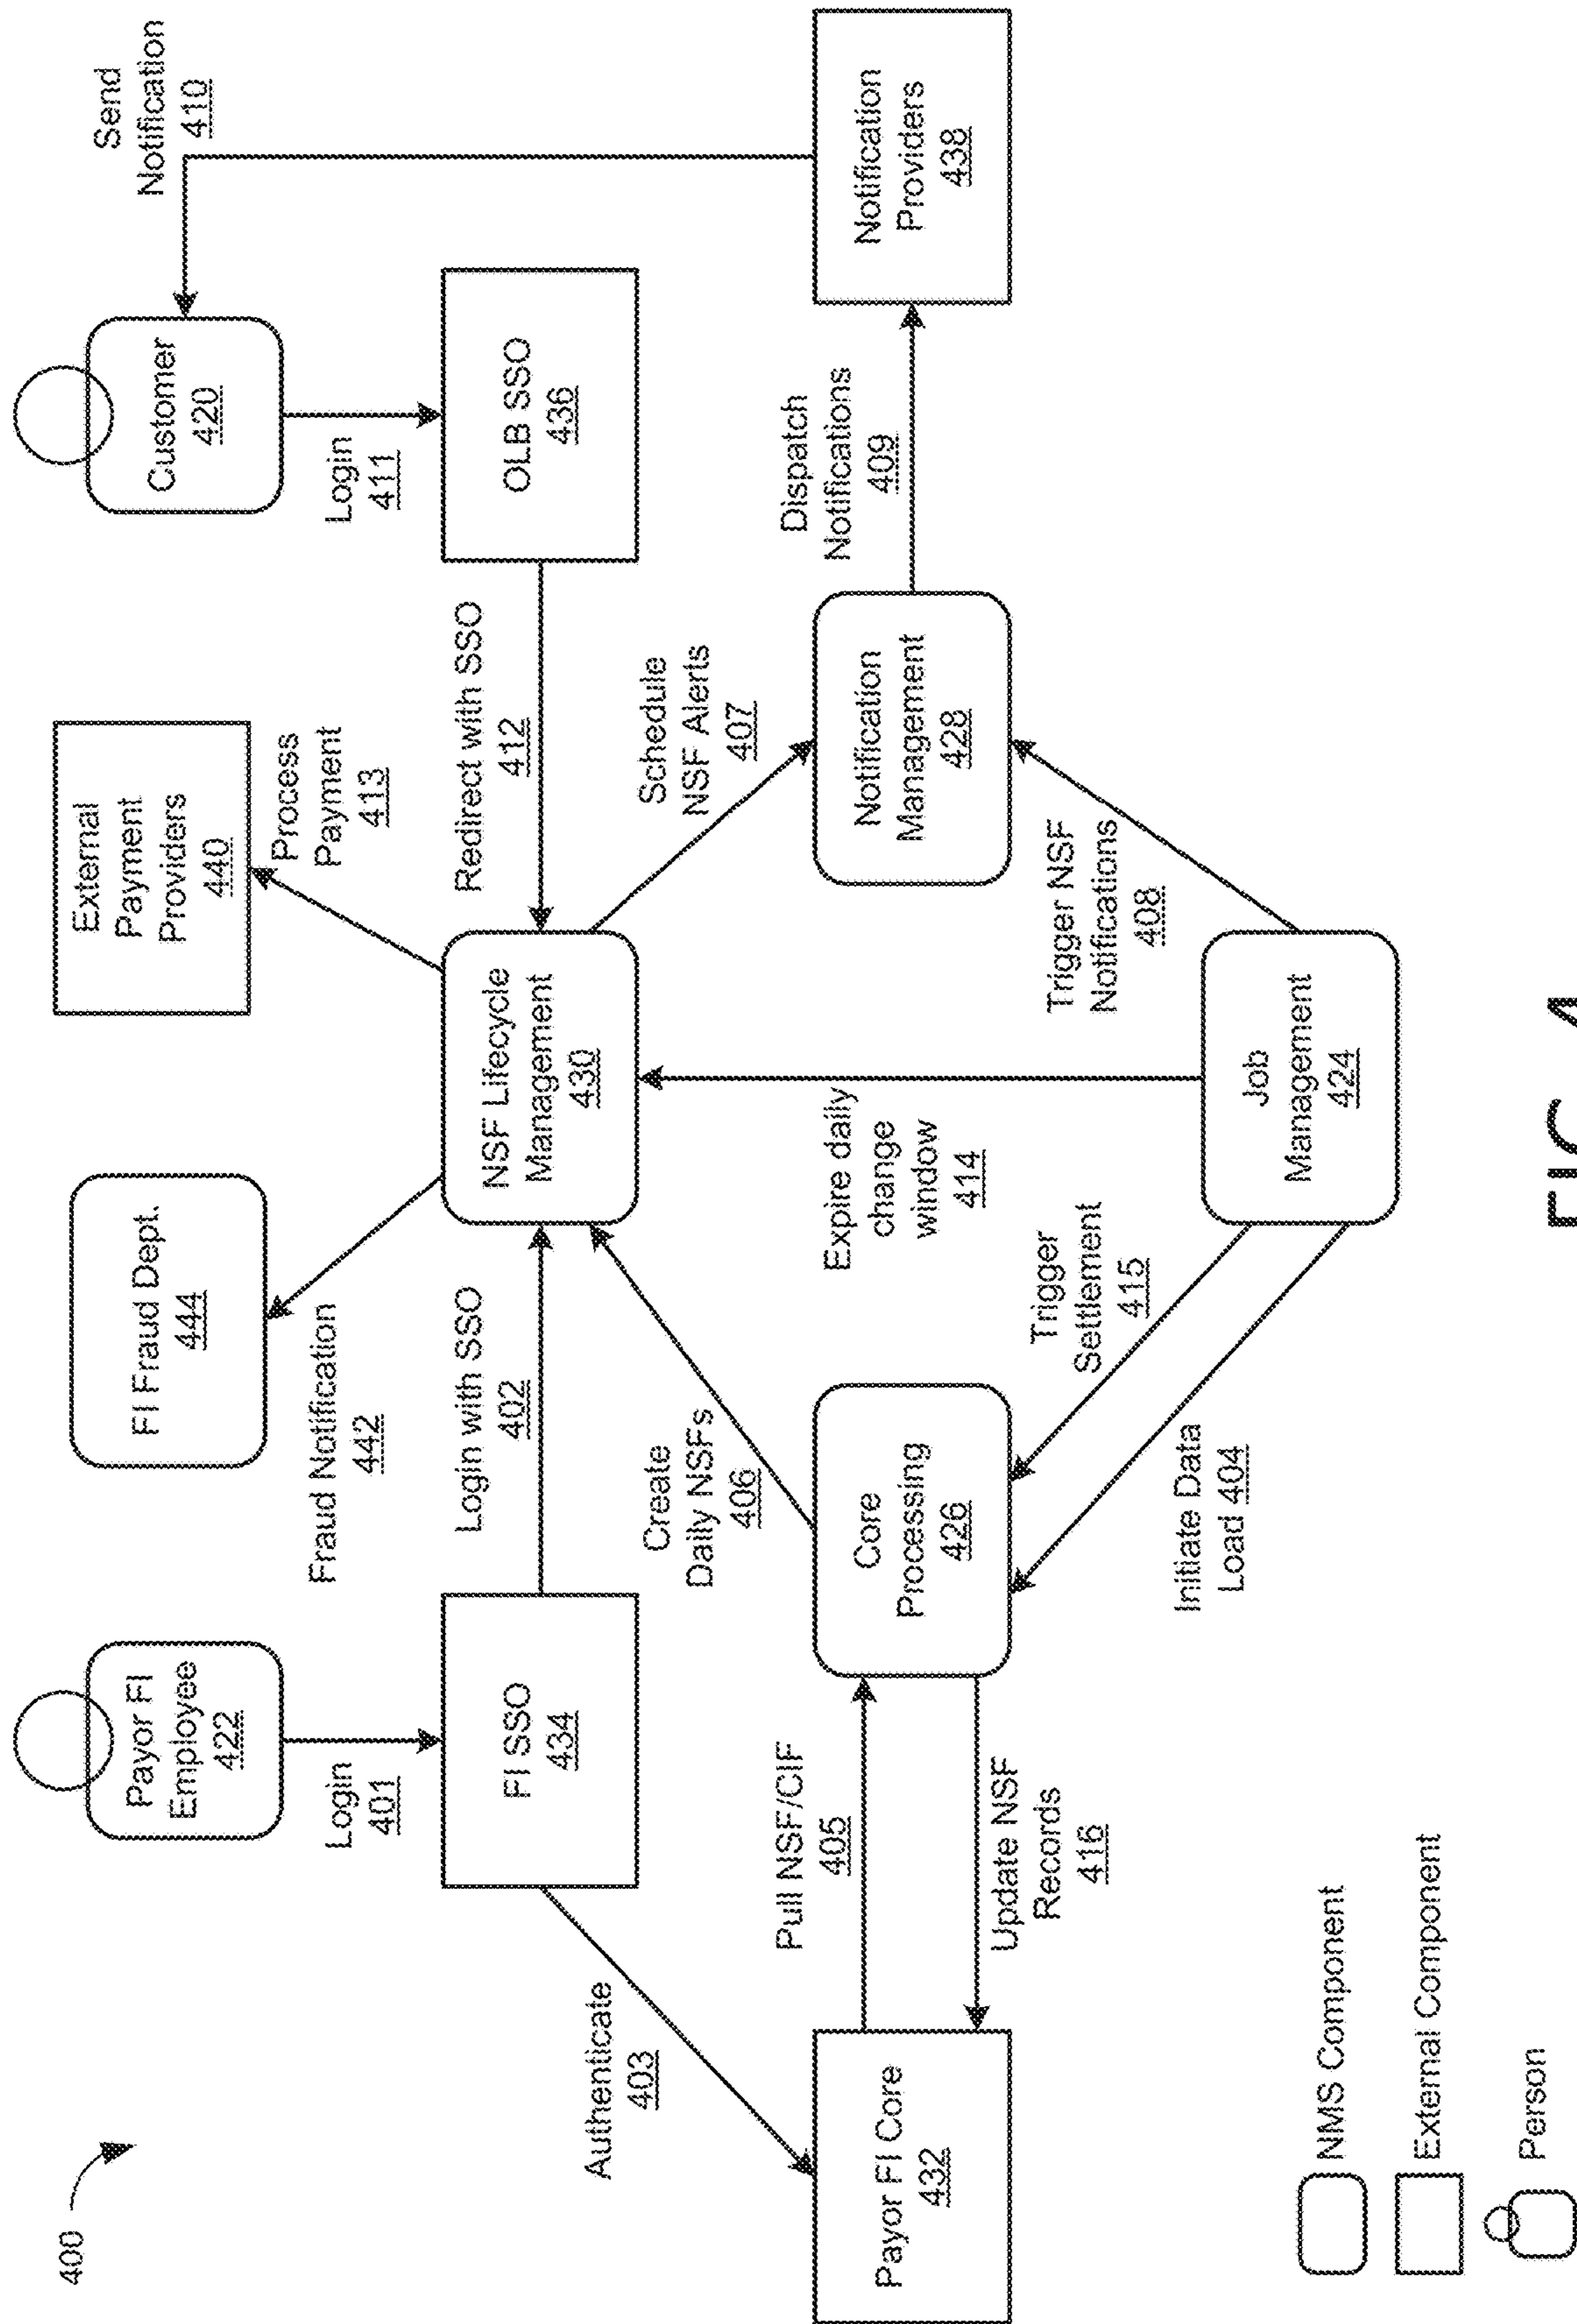 400
Payor FI
Employee
422
Login
401
FI SSO
434
Authenticate
403
Payor FI Core
432
Pull NSF/CIF
405
Update NSF
Records
416
Login with SSO
402
Fraud Notification
442
FI Fraud Dept.
444
External
Payment
Providers
440
Process
Payment
413
NSF Lifecycle
Management
430
Redirect with SSO
412
Customer
420
Login
411
OLB SSO
436
Send
Notification
410
Create
Daily NSFs
406
Core
Processing
426
Schedule
NSF Alerts
407
Notification
Management
428
Dispatch
Notifications
409
Notification
Providers
438
Expire daily
change
window
414
Trigger
Settlement
415
Initiate Data
Load 404
Trigger NSF
Notifications
408
Job
Management
424
NMS Component
External Component
Person